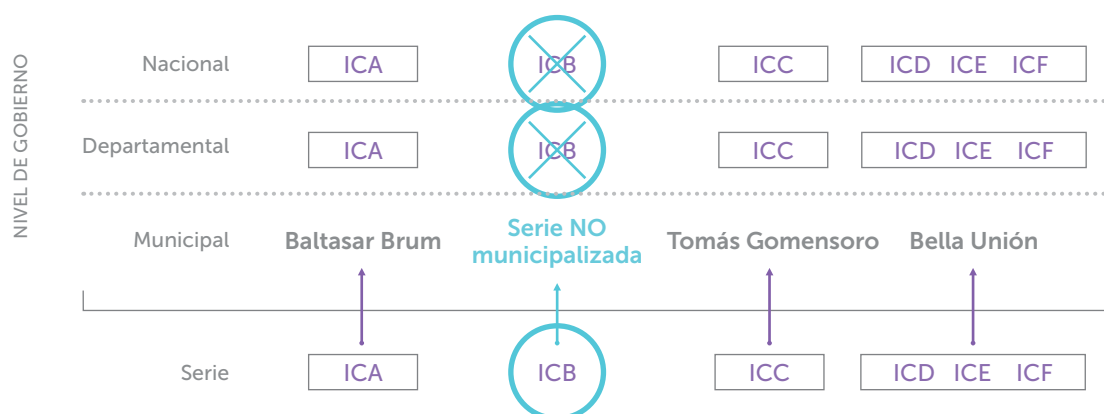 NIVEL DE GOBIERNO
Nacional ICA ICB ICC ICD ICE ICF
Departamental ICA ICB ICC ICD ICE ICF
Municipal Baltasar Brum Serie NO municipalizada Tomás Gomensoro Bella Unión
Serie ICA ICB ICC ICD ICE ICF